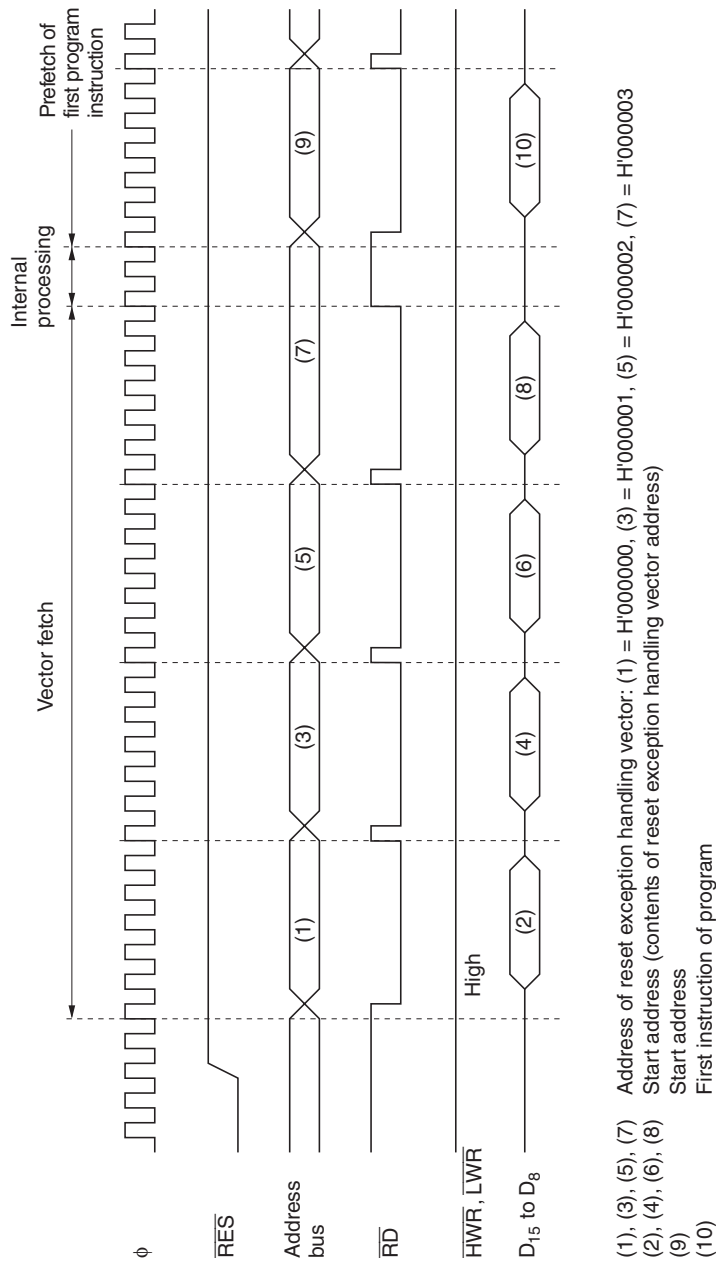 Vector fetch
Internal
processing
Prefetch of
first program
instruction
φ
RES
Address
bus
(1)
(3)
(5)
(7)
(9)
RD
HWR, LWR
High
D15 to D8
(2)
(4)
(6)
(8)
(10)
(1), (3), (5), (7) Address of reset exception handling vector: (1) = H'000000, (3) = H'000001, (5) = H'000002, (7) = H'000003
(2), (4), (6), (8) Start address (contents of reset exception handling vector address)
(9) Start address
(10) First instruction of program